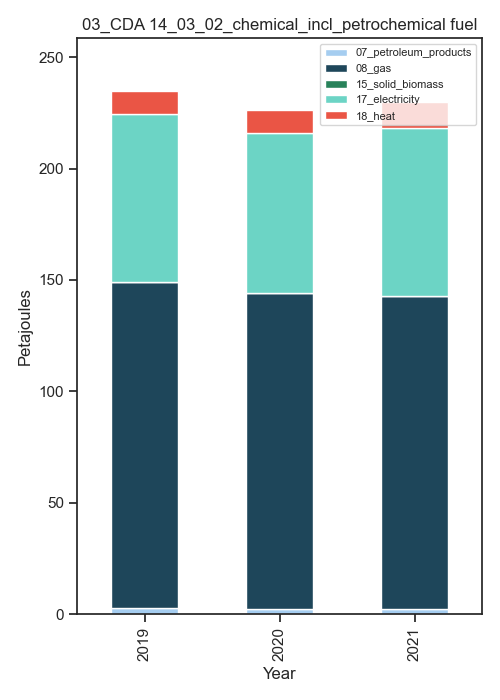 03_CDA 14_03_02_chemical_incl_petrochemical fuel
07_petroleum_products
08_gas
15_solid_biomass
17_electricity
18_heat
250
200
150
100
50
0
Petajoules
2019
2020
2021
Year